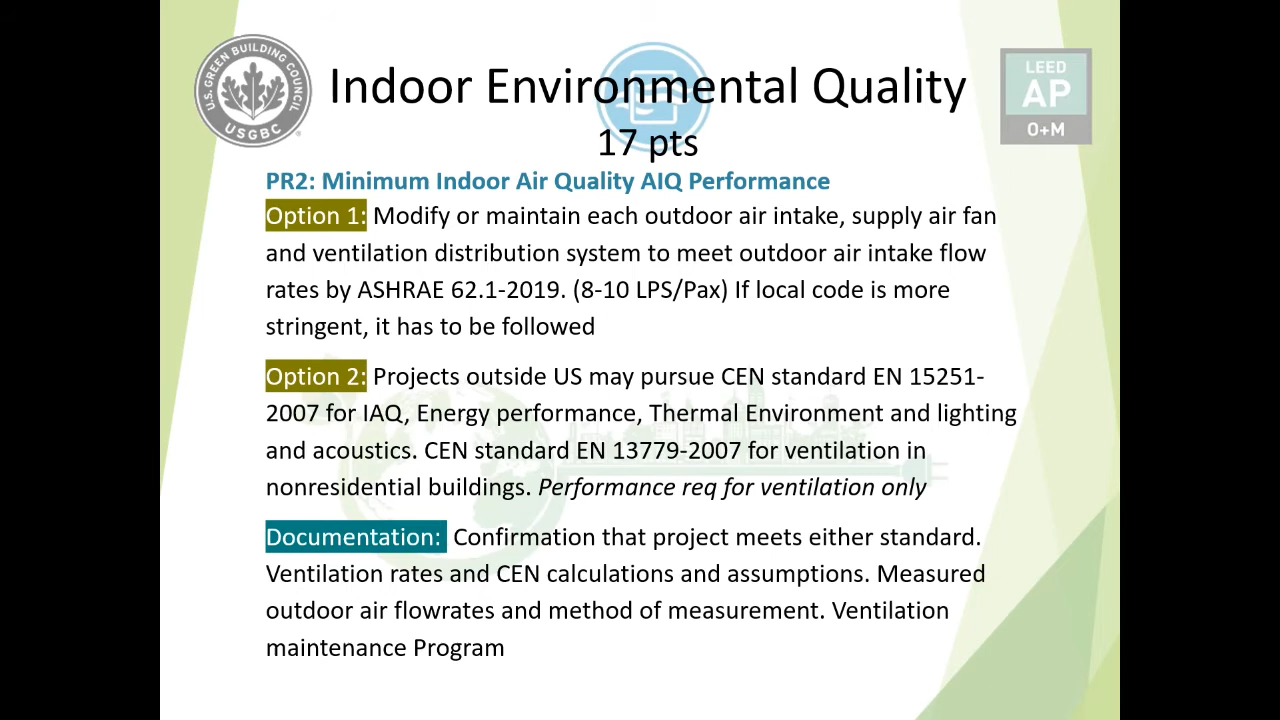 U.S. GREEN BUILDING COUNCIL
USGBC
LEED
AP
O+M
Indoor Environmental Quality
17 pts
PR2: Minimum Indoor Air Quality AIQ Performance
Option 1: Modify or maintain each outdoor air intake, supply air fan
and ventilation distribution system to meet outdoor air intake flow
rates by ASHRAE 62.1-2019. (8-10 LPS/Pax) If local code is more
stringent, it has to be followed
Option 2: Projects outside US may pursue CEN standard EN 15251-
2007 for IAQ, Energy performance, Thermal Environment and lighting
and acoustics. CEN standard EN 13779-2007 for ventilation in
nonresidential buildings. Performance req for ventilation only
Documentation: Confirmation that project meets either standard.
Ventilation rates and CEN calculations and assumptions. Measured
outdoor air flowrates and method of measurement. Ventilation
maintenance Program